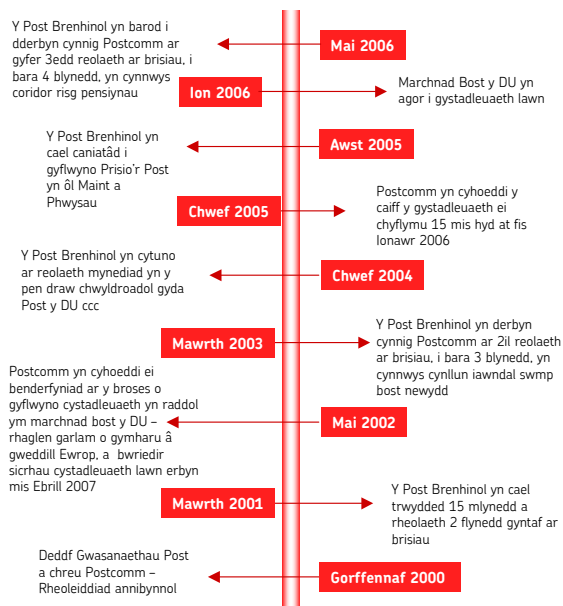 Y Post Brenhinol yn barod i
dderbyn cynnig Postcomm ar
gyfer 3edd reolaeth ar brisiau, i
bara 4 blynedd, yn cynnwys
coridor risg pensiynau
Mai 2006
Ion 2006
Marchnad Bost y DU yn
agor i gystadleuaeth lawn
Y Post Brenhinol yn
cael caniatâd i
gyflwyno Prisio'r Post
yn ôl Maint a
Phwysau
Awst 2005
Chwef 2005
Postcomm yn cyhoeddi y
caiff y gystadleuaeth ei
chyflymu 15 mis hyd at fis
Ionawr 2006
Y Post Brenhinol yn cytuno
ar reolaeth mynediad yn y
pen draw chwyldroadol gyda
Post y DU ccc
Chwef 2004
Mawrth 2003
Y Post Brenhinol yn derbyn
cynnig Postcomm ar 2il reolaeth
ar brisiau, i bara 3 blynedd, yn
cynnwys cynllun iawndal swmp
bost newydd
Postcomm yn cyhoeddi ei
benderfyniad ar y broses o
gyflwyno cystadleuaeth yn raddol
ym marchnad bost y DU –
rhaglen garlam o gymharu â
gweddill Ewrop, a bwriedir
sicrhau cystadleuaeth lawn erbyn
mis Ebrill 2007
Mai 2002
Mawrth 2001
Y Post Brenhinol yn cael
trwydded 15 mlynedd a
rheolaeth 2 flynedd gyntaf ar
brisiau
Deddf Gwasanaethau Post
a chreu Postcomm –
Rheoleiddiad annibynnol
Gorffennaf 2000